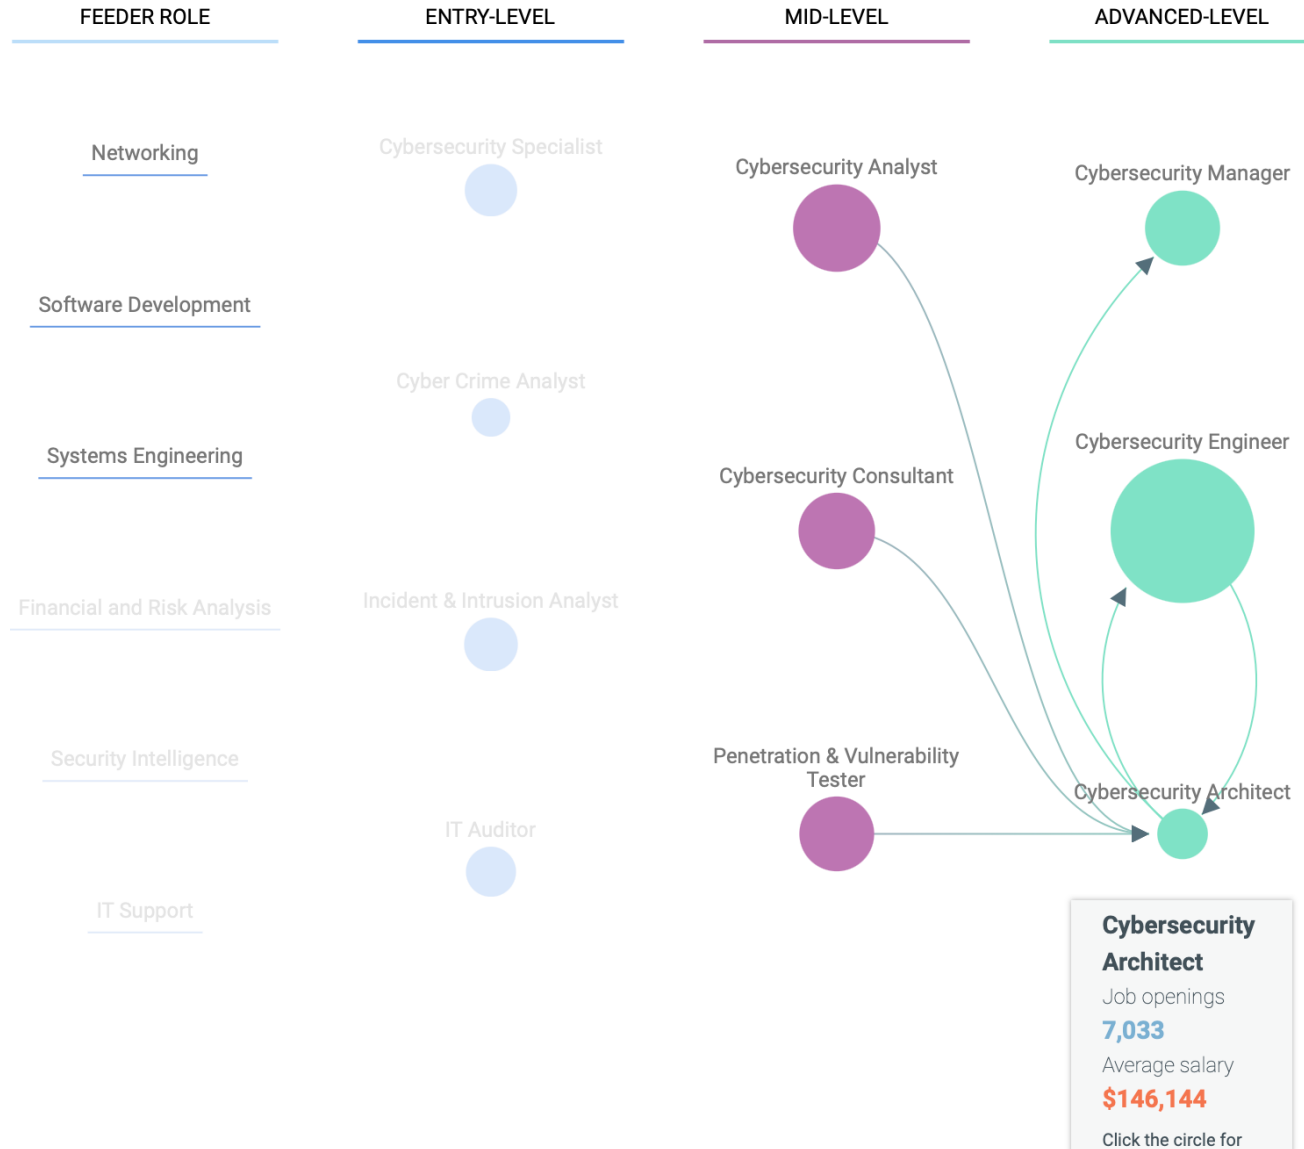 FEEDER ROLE
ENTRY-LEVEL
MID-LEVEL
ADVANCED-LEVEL
Networking
Software Development
Systems Engineering
Financial and Risk Analysis
Security Intelligence
IT Support
Cybersecurity Specialist
Cyber Crime Analyst
Incident & Intrusion Analyst
IT Auditor
Cybersecurity Analyst
Cybersecurity Consultant
Penetration & Vulnerability
Tester
Cybersecurity Manager
Cybersecurity Engineer
Cybersecurity Architect
Cybersecurity
Architect
Job openings
7,033
Average salary
$146,144
Click the circle for